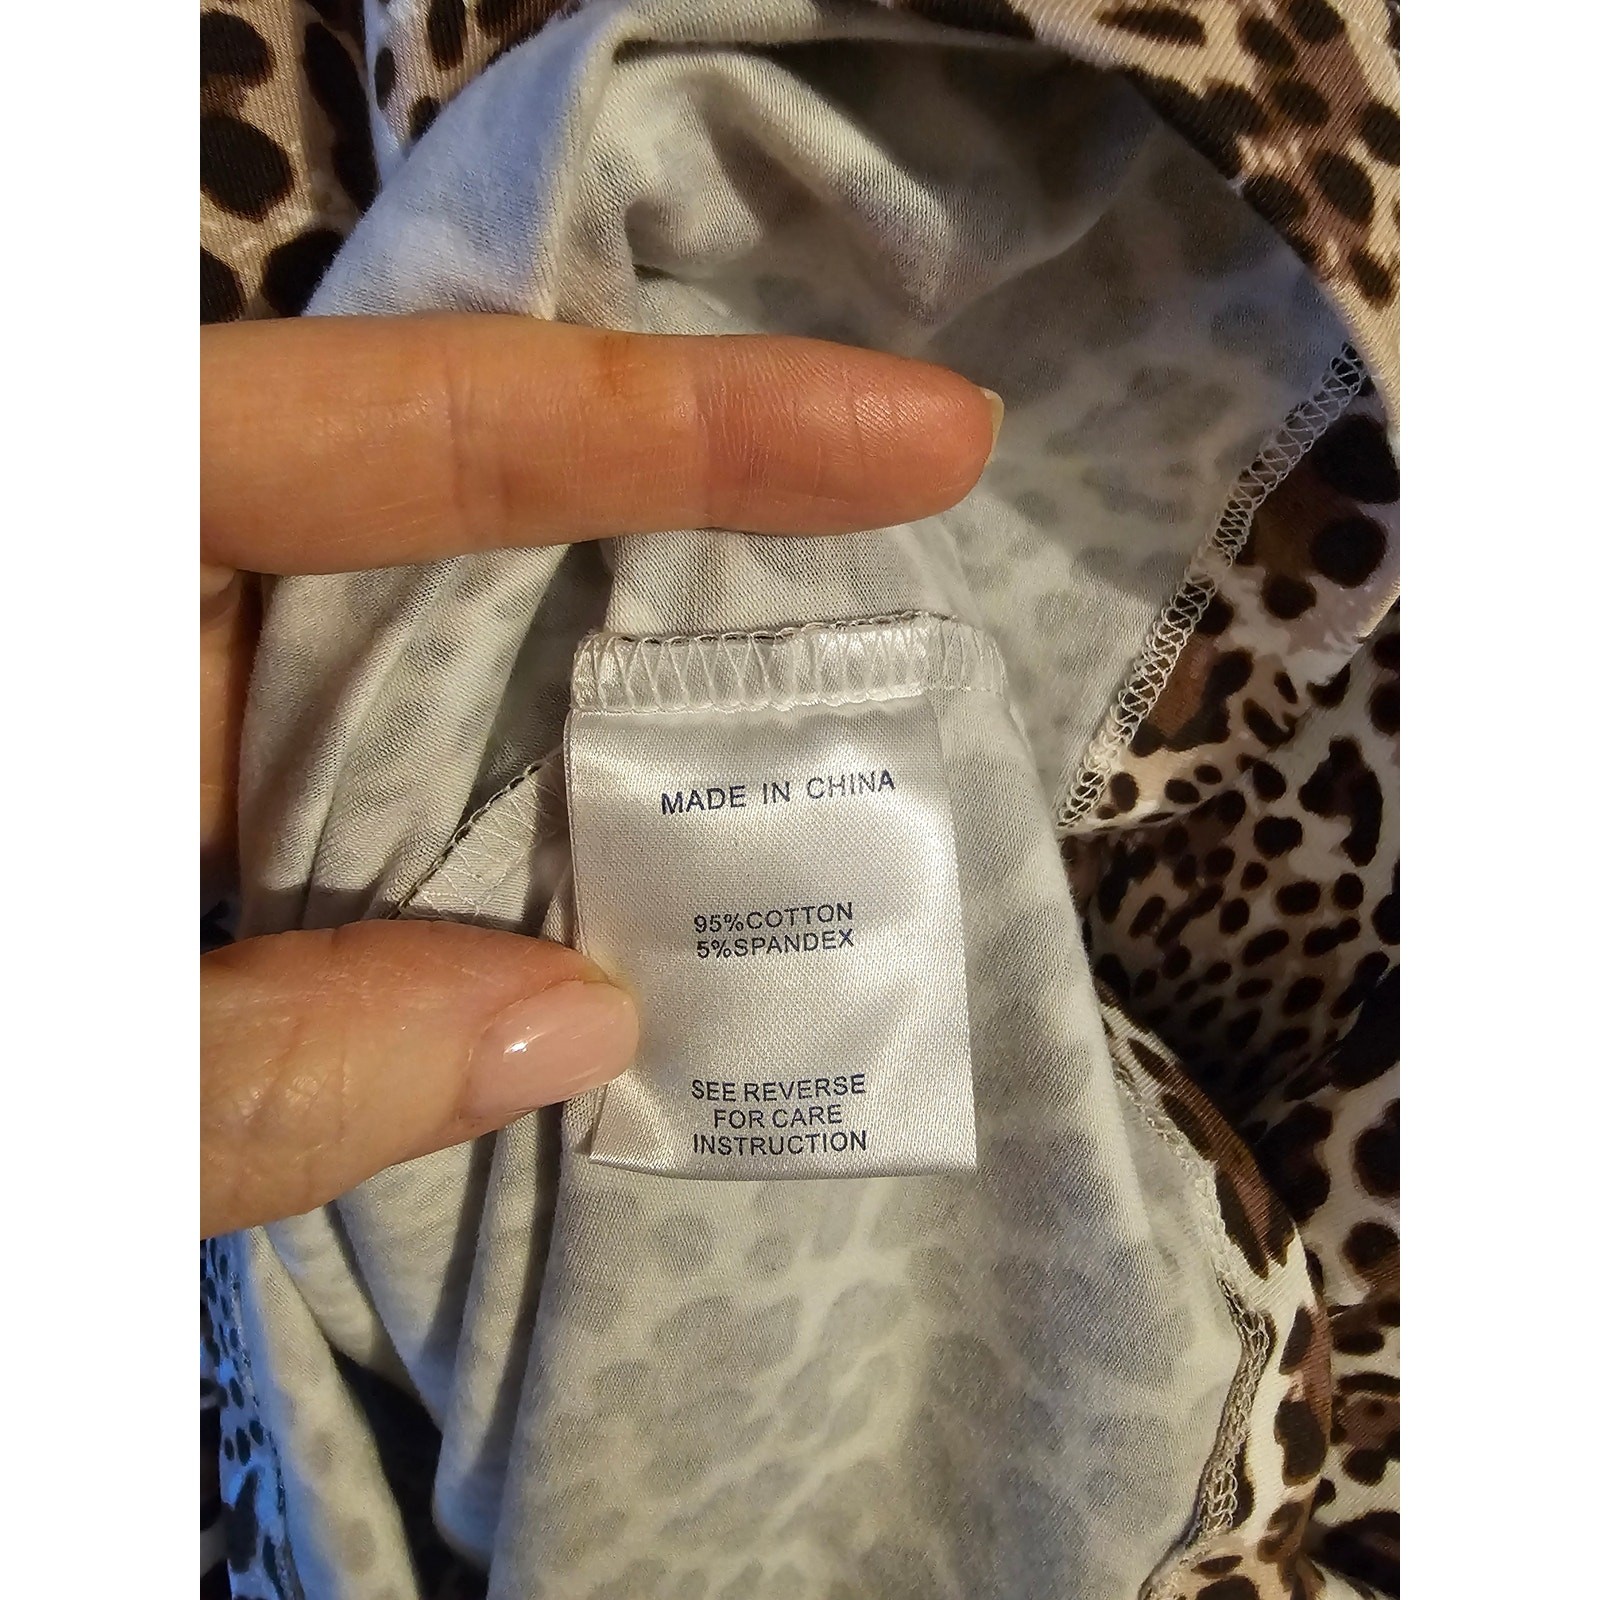 MADE IN CHINA
95%COTTON
5%SPANDEX
SEE REVERSE
FOR CARE
INSTRUCTION